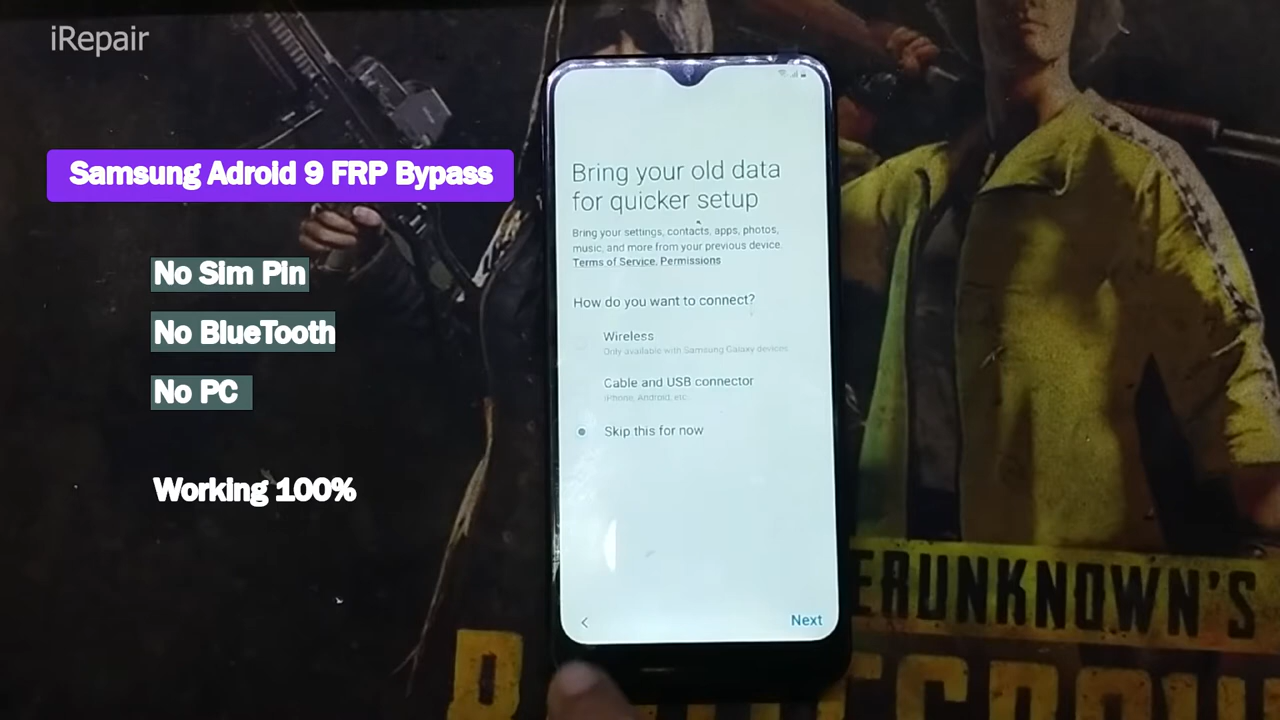 iRepair
Samsung Adroid 9 FRP Bypass
No Sim Pin
No BlueTooth
No PC
Working 100%
Bring your old data
for quicker setup
Bring your settings, contacts, apps, photos,
music, and more from your previous device.
Terms of Service. Permissions
How do you want to connect?
Wireless
Only available with Samsung Galaxy devices
Cable and USB connector
iPhone, Android, etc.
Skip this for now
Next
ERUNKNOWN'S